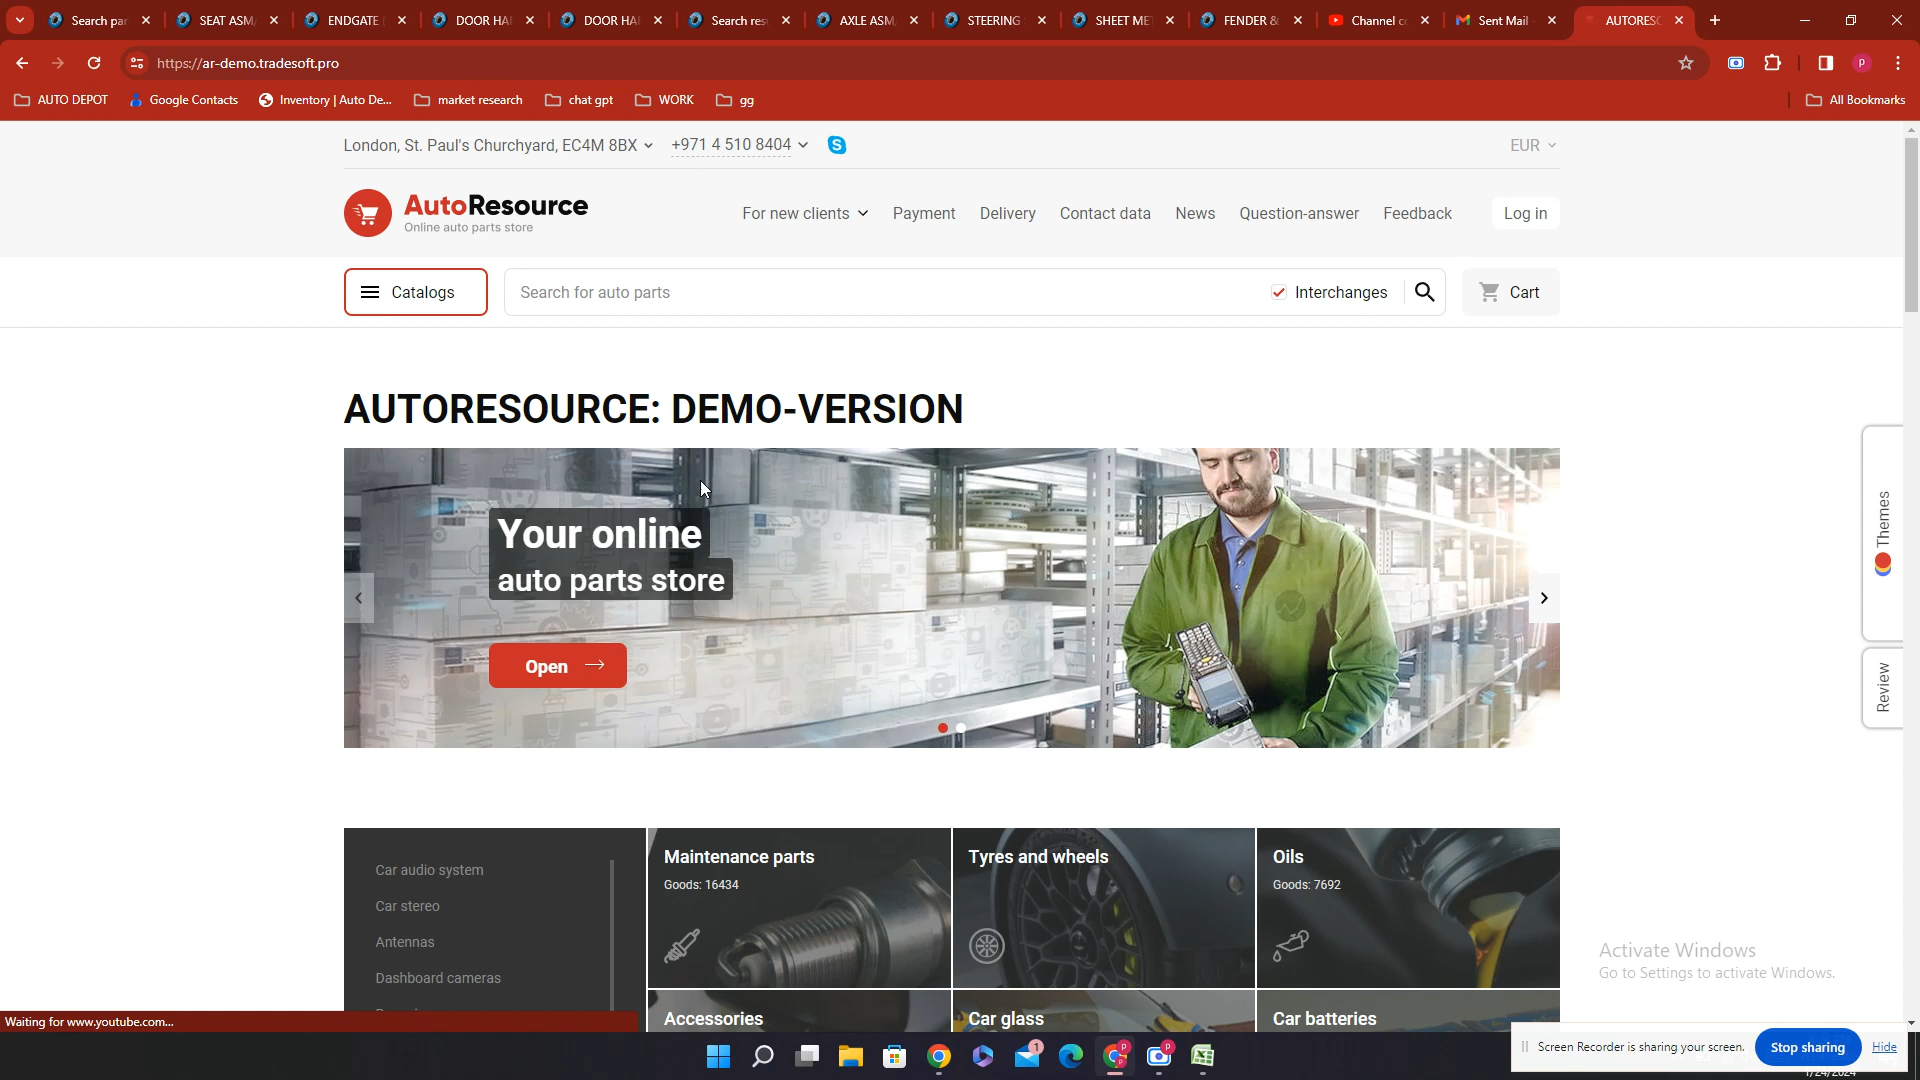 Search par
SEAT ASM
ENDGATE
DOOR HA
DOOR HA
Search res
AXLE ASM
STEERING
SHEET ME
FENDER &
Channel c
Sent Mail
AUTORESC
https://ar-demo.tradesoft.pro
P
AUTO DEPOT
Google Contacts
Inventory | Auto De...
market research
chat gpt
WORK
gg
All Bookmarks
London, St. Paul's Churchyard, EC4M 8BX
+971 4 510 8404
S
EUR
AutoResource
Online auto parts store
For new clients
Payment
Delivery
Contact data
News
Question-answer
Feedback
Log in
Catalogs
Search for auto parts
Interchanges
Cart
AUTORESOURCE: DEMO-VERSION
Your online
auto parts store
Open
Themes
Review
Car audio system
Car stereo
Antennas
Dashboard cameras
Maintenance parts
Goods: 16434
Tyres and wheels
Oils
Goods: 7692
Accessories
Car glass
Car batteries
Activate Windows
Go to Settings to activate Windows.
Waiting for www.youtube.com...
1
P
P
Screen Recorder is sharing your screen.
Stop sharing
Hide
1/24/2024